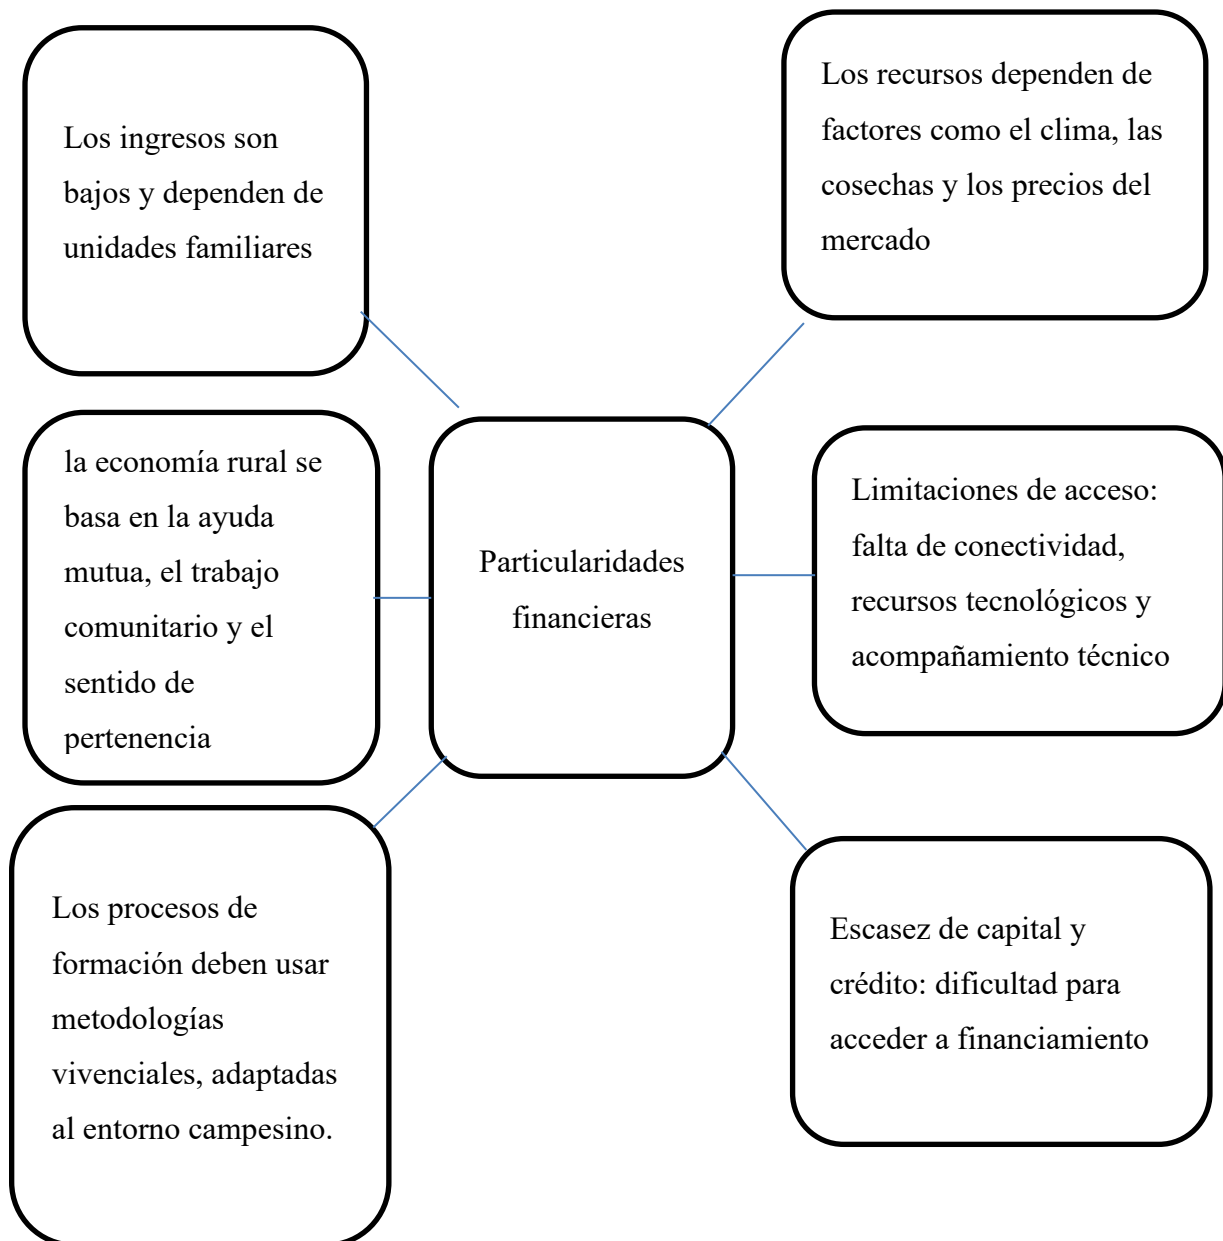 Los ingresos son
bajos y dependen de
unidades familiares
Los recursos dependen de
factores como el clima, las
cosechas y los precios del
mercado
la economía rural se
basa en la ayuda
mutua, el trabajo
comunitario y el
sentido de
pertenencia
Particularidades
financieras
Limitaciones de acceso:
falta de conectividad,
recursos tecnológicos y
acompañamiento técnico
Los procesos de
formación deben usar
metodologías
vivenciales, adaptadas
al entorno campesino.
Escasez de capital y
crédito: dificultad para
acceder a financiamiento